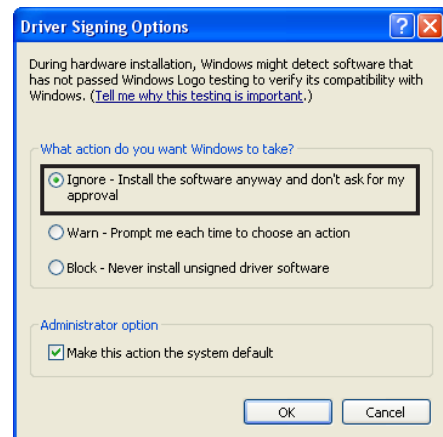 Driver Signing Options
During hardware installation, Windows might detect software that
has not passed Windows Logo testing to verify its compatibility with
Windows. (Tell me why this testing is important.)
What action do you want Windows to take?
Ignore - Install the software anyway and don't ask for my
approval
Warn - Prompt me each time to choose an action
Block - Never install unsigned driver software
Administrator option
Make this action the system default
OK Cancel